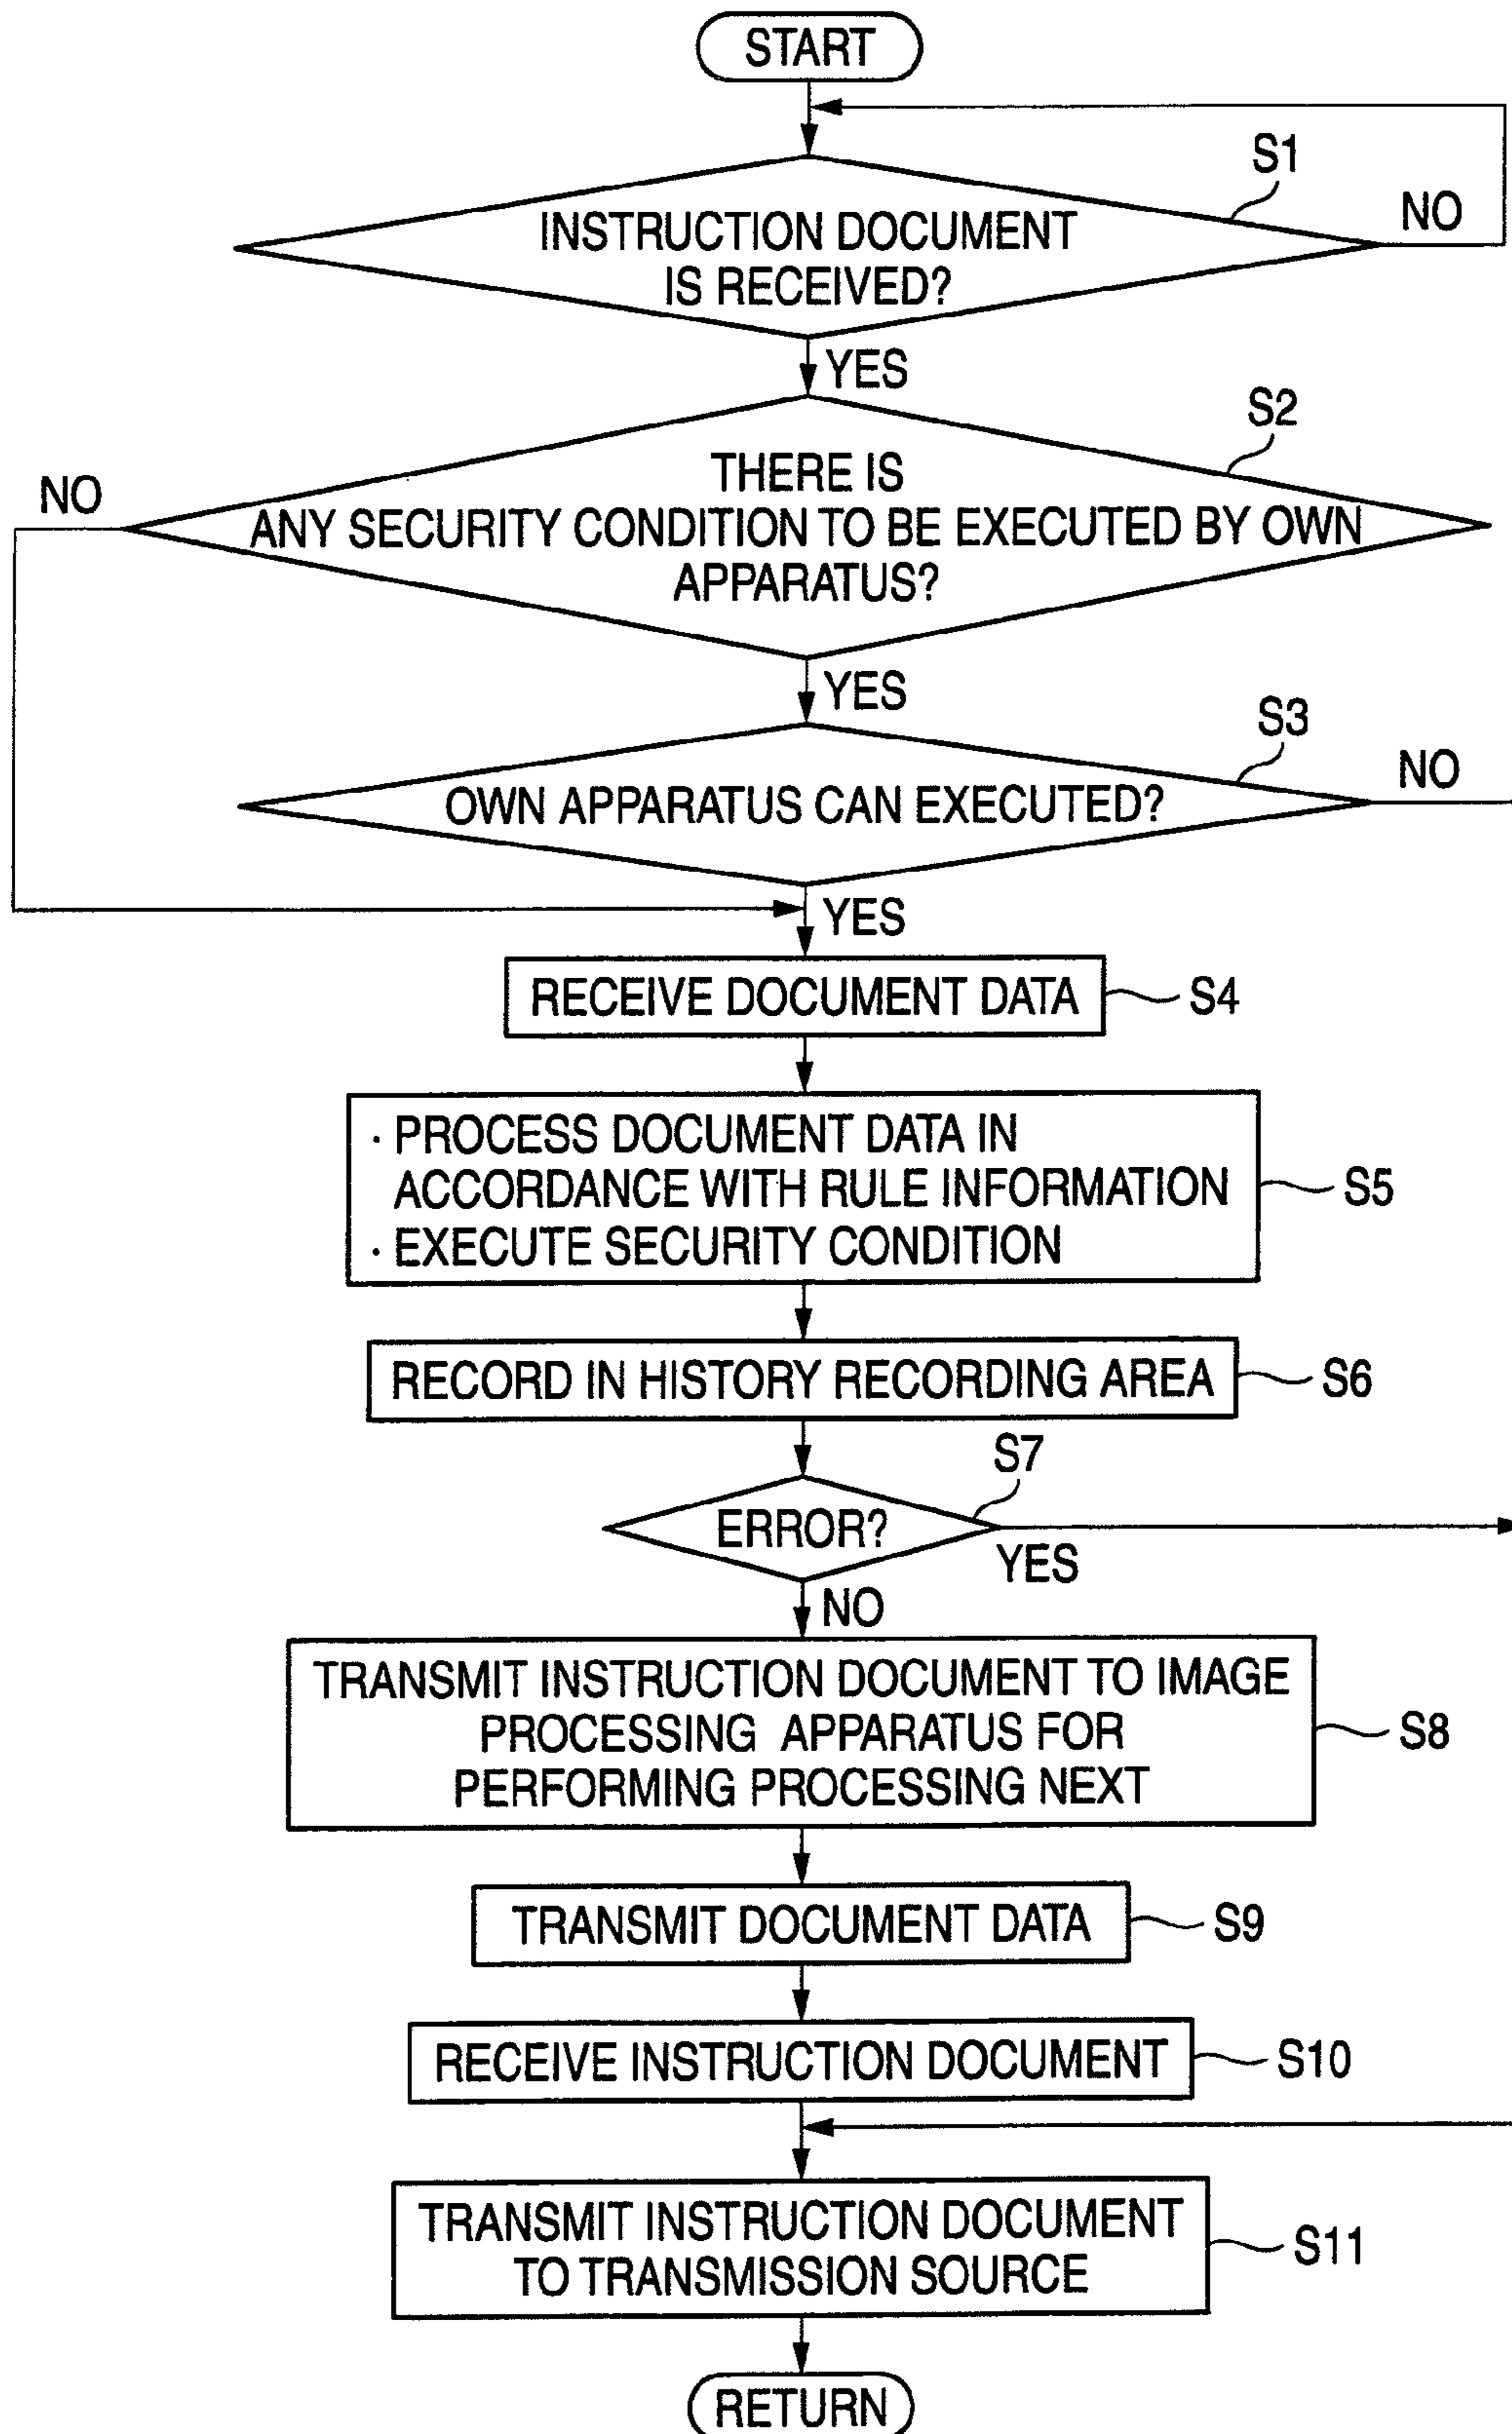 START
S1
NO
INSTRUCTION DOCUMENT
IS RECEIVED?
YES
S2
NO
THERE IS
ANY SECURITY CONDITION TO BE EXECUTED BY OWN
APPARATUS?
YES
S3
NO
OWN APPARATUS CAN EXECUTED?
YES
RECEIVE DOCUMENT DATA
S4
· PROCESS DOCUMENT DATA IN
ACCORDANCE WITH RULE INFORMATION
· EXECUTE SECURITY CONDITION
S5
RECORD IN HISTORY RECORDING AREA
S6
S7
ERROR?
YES
NO
TRANSMIT INSTRUCTION DOCUMENT TO IMAGE
PROCESSING APPARATUS FOR
PERFORMING PROCESSING NEXT
S8
TRANSMIT DOCUMENT DATA
S9
RECEIVE INSTRUCTION DOCUMENT
S10
TRANSMIT INSTRUCTION DOCUMENT
TO TRANSMISSION SOURCE
S11
RETURN